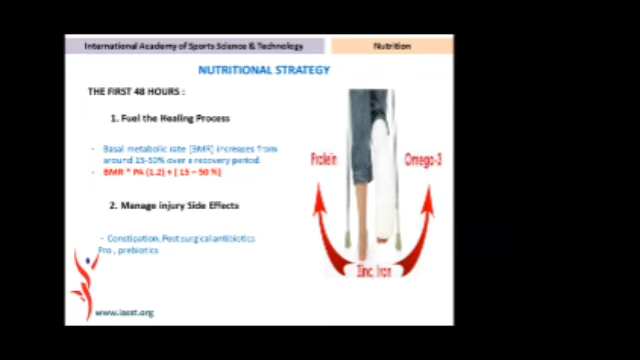 International Academy of Sports Science & Technology
Nutrition
NUTRITIONAL STRATEGY
THE FIRST 48 HOURS :
1. Fuel the Healing Process
- Basal metabolic rate [BMR] increases from
around 15-50% over a recovery period.
- BMR * PA (1.2) + [ 15 – 50 %]
2. Manage injury Side Effects
- Constipation, Post surgical antibiotics
Pro , prebiotics
Protein
Omega-3
Zinc, Iron
www.iasst.org